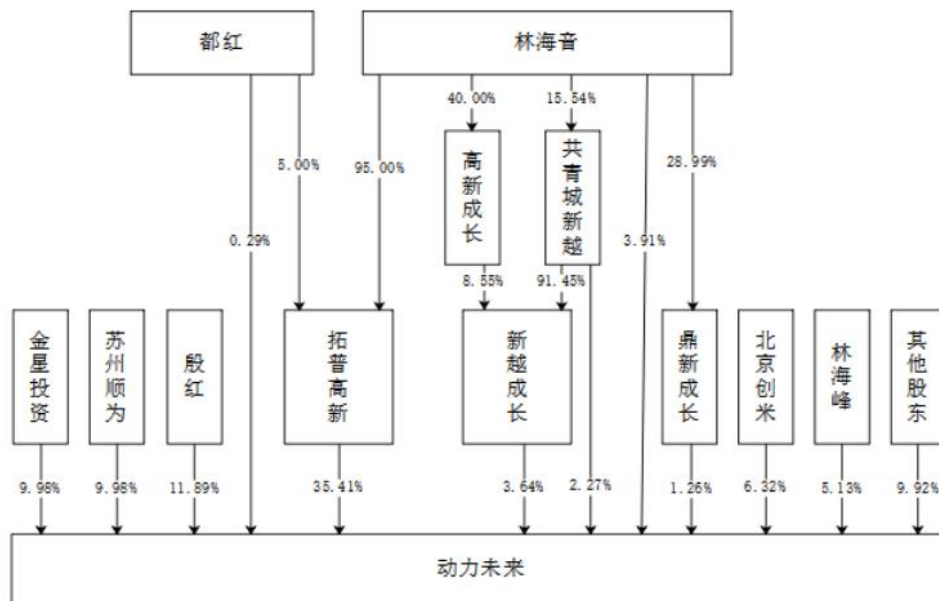 都红
林海音
40.00%
15.54%
5.00%
95.00%
高新成长
共青城新越
28.99%
0.29%
3.91%
8.55%
91.45%
金星投资
苏州顺为
殷红
拓普高新
新越成长
鼎新成长
北京创米
林海峰
其他股东
9.98%
9.98%
11.89%
35.41%
3.64%
2.27%
1.26%
6.32%
5.13%
9.92%
动力未来